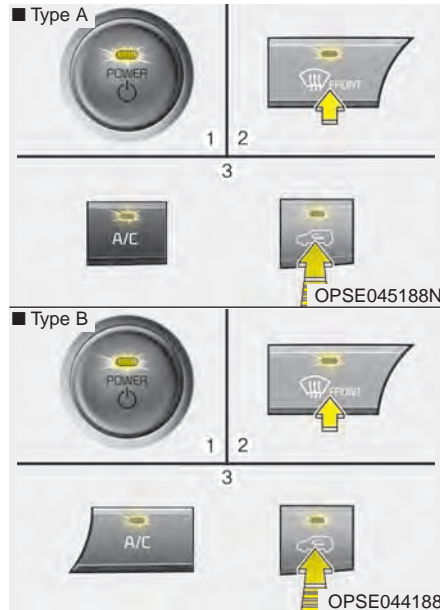 ■ Type A
POWER
FRONT
1 2
3
A/C
OPSE045188N
■ Type B
POWER
FRONT
1 2
3
A/C
OPSE044188